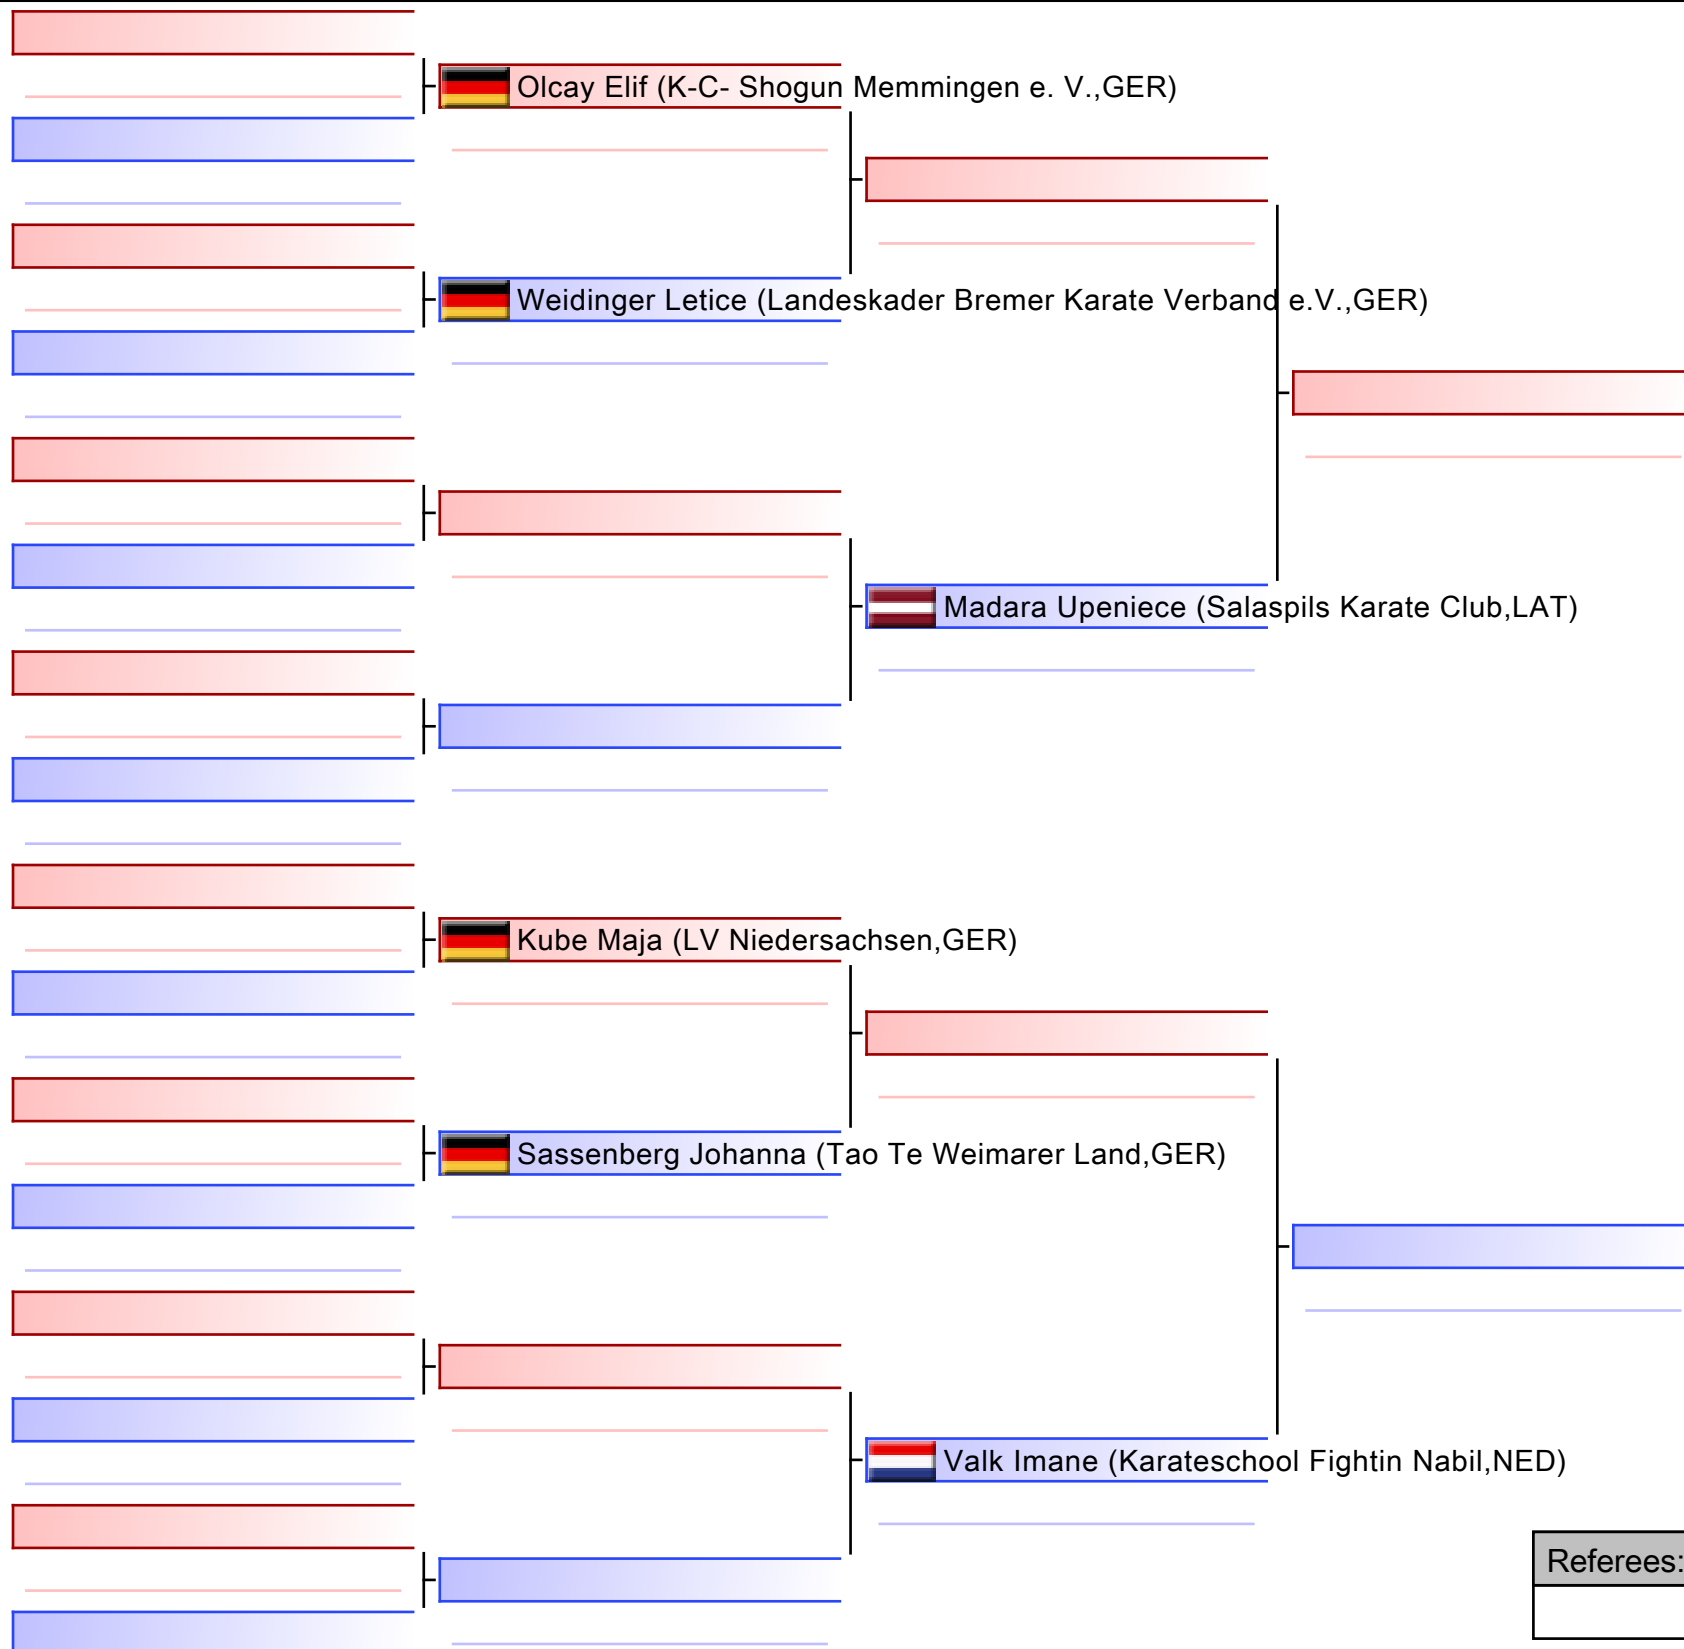 Olcay Elif (K-C- Shogun Memmingen e. V.,GER)
Weidinger Letice (Landeskader Bremer Karate Verband e.V.,GER)
Madara Upeniece (Salaspils Karate Club,LAT)
Kube Maja (LV Niedersachsen,GER)
Sassenberg Johanna (Tao Te Weimarer Land,GER)
Valk Imane (Karateschool Fightin Nabil,NED)
Referees: